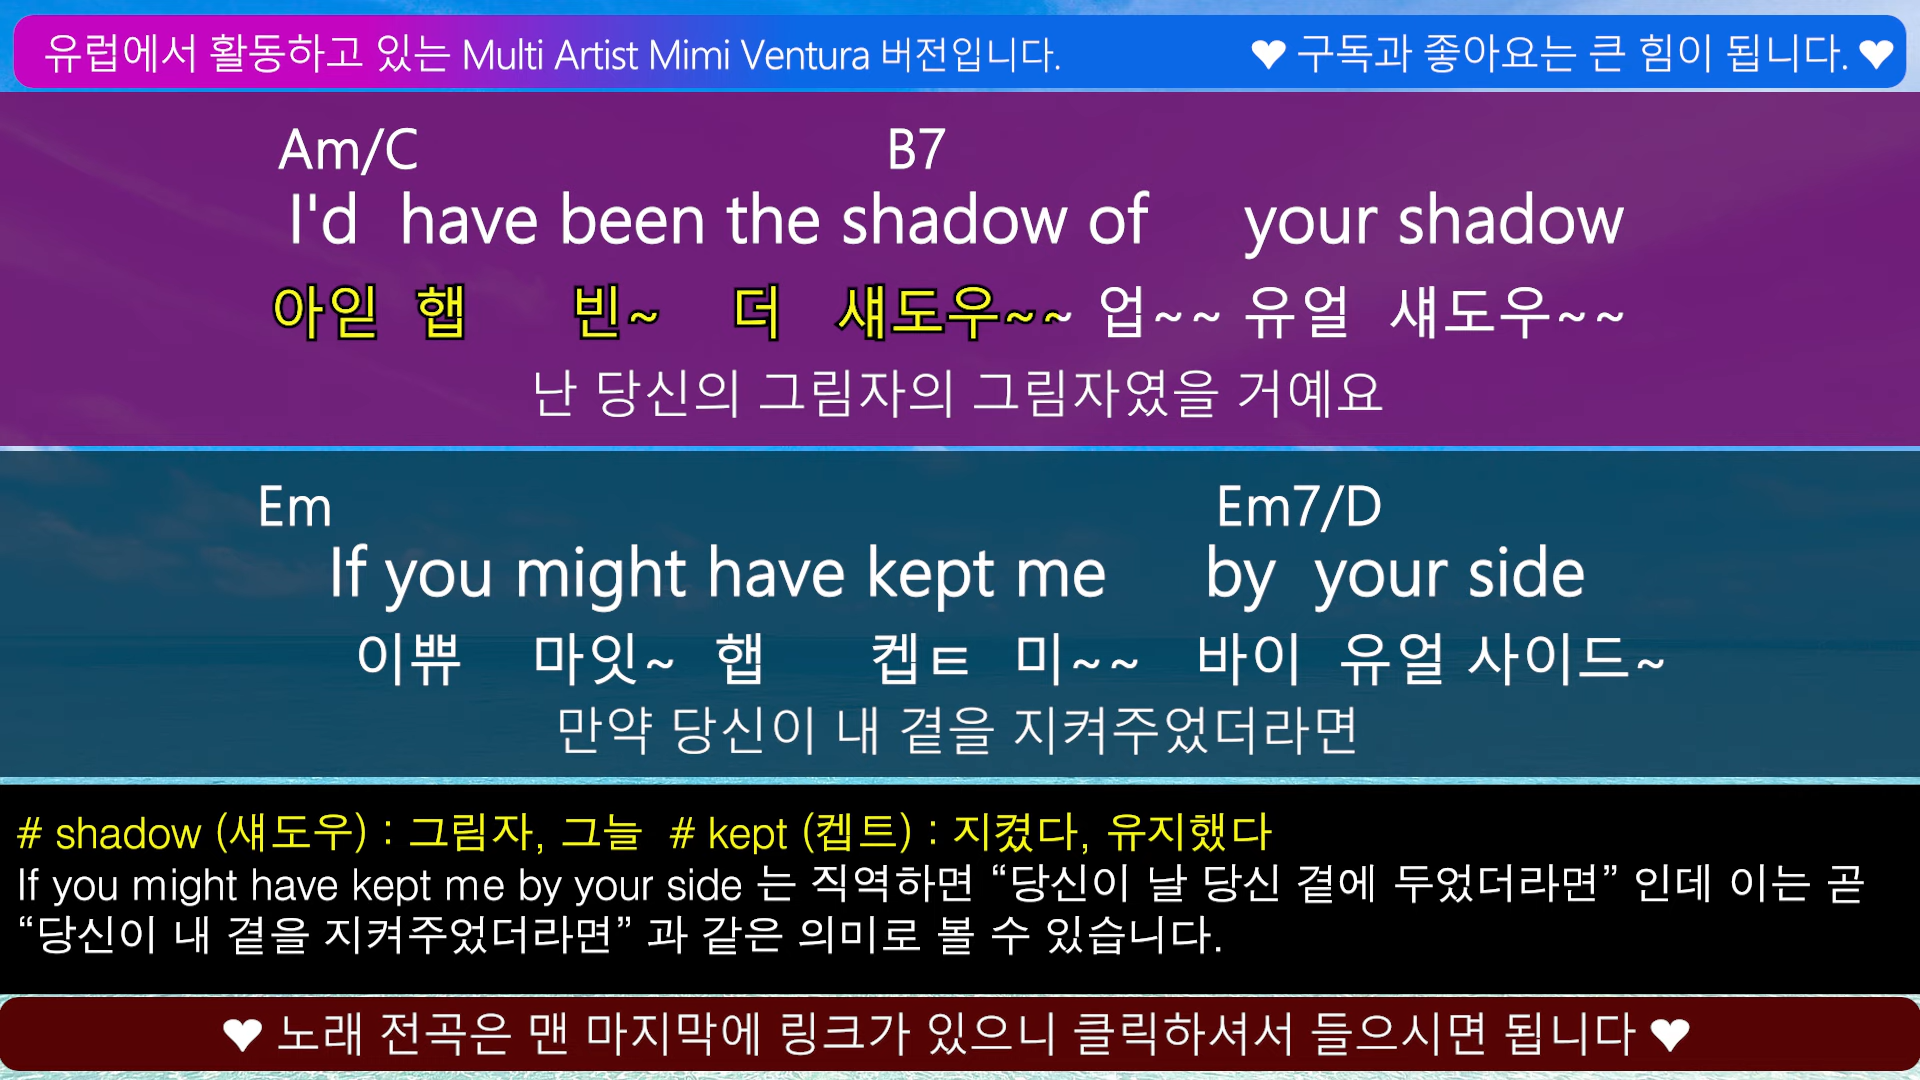 유럽에서 활동하고 있는 Multi Artist Mimi Ventura 버전입니다. ♥ 구독과 좋아요는 큰 힘이 됩니다. ♥
Am/C B7
I'd have been the shadow of your shadow
아읻 햅 빈~ 더 섀도우~~ 업~~ 유얼 섀도우~~
난 당신의 그림자의 그림자였을 거예요
Em Em7/D
If you might have kept me by your side
이쀼 마잇~ 햅 켑ㅌ 미~~ 바이 유얼 사이드~
만약 당신이 내 곁을 지켜주었더라면
# shadow (섀도우) : 그림자, 그늘 # kept (켑트) : 지켰다, 유지했다
If you might have kept me by your side 는 직역하면 “당신이 날 당신 곁에 두었더라면” 인데 이는 곧
“당신이 내 곁을 지켜주었더라면” 과 같은 의미로 볼 수 있습니다.
♥ 노래 전곡은 맨 마지막에 링크가 있으니 클릭하셔서 들으시면 됩니다 ♥